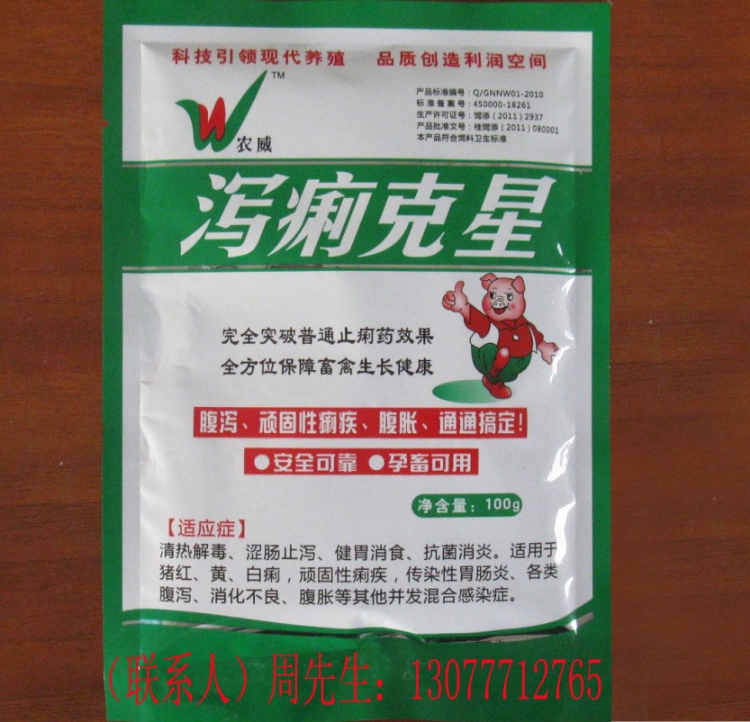 科技引领现代养殖 品质创造利润空间
TM
农威
产品标准编号：Q/GNNW01-2010
标准备案号：450000-18261
生产许可证号：饲添（2011）2937
产品批准文号：桂饲添（2011）080001
本产品符合饲料卫生标准
泻痢克星
完全突破普通止痢药效果
全方位保障畜禽生长健康
腹泻、顽固性痢疾、腹胀、通通搞定！
●安全可靠 ●孕畜可用
净含量：100g
【适应症】
清热解毒、涩肠止泻、健胃消食、抗菌消炎。适用于
猪红、黄、白痢，顽固性痢疾，传染性胃肠炎、各类
腹泻、消化不良、腹胀等其他并发混合感染症。
（联系人）周先生：13077712765